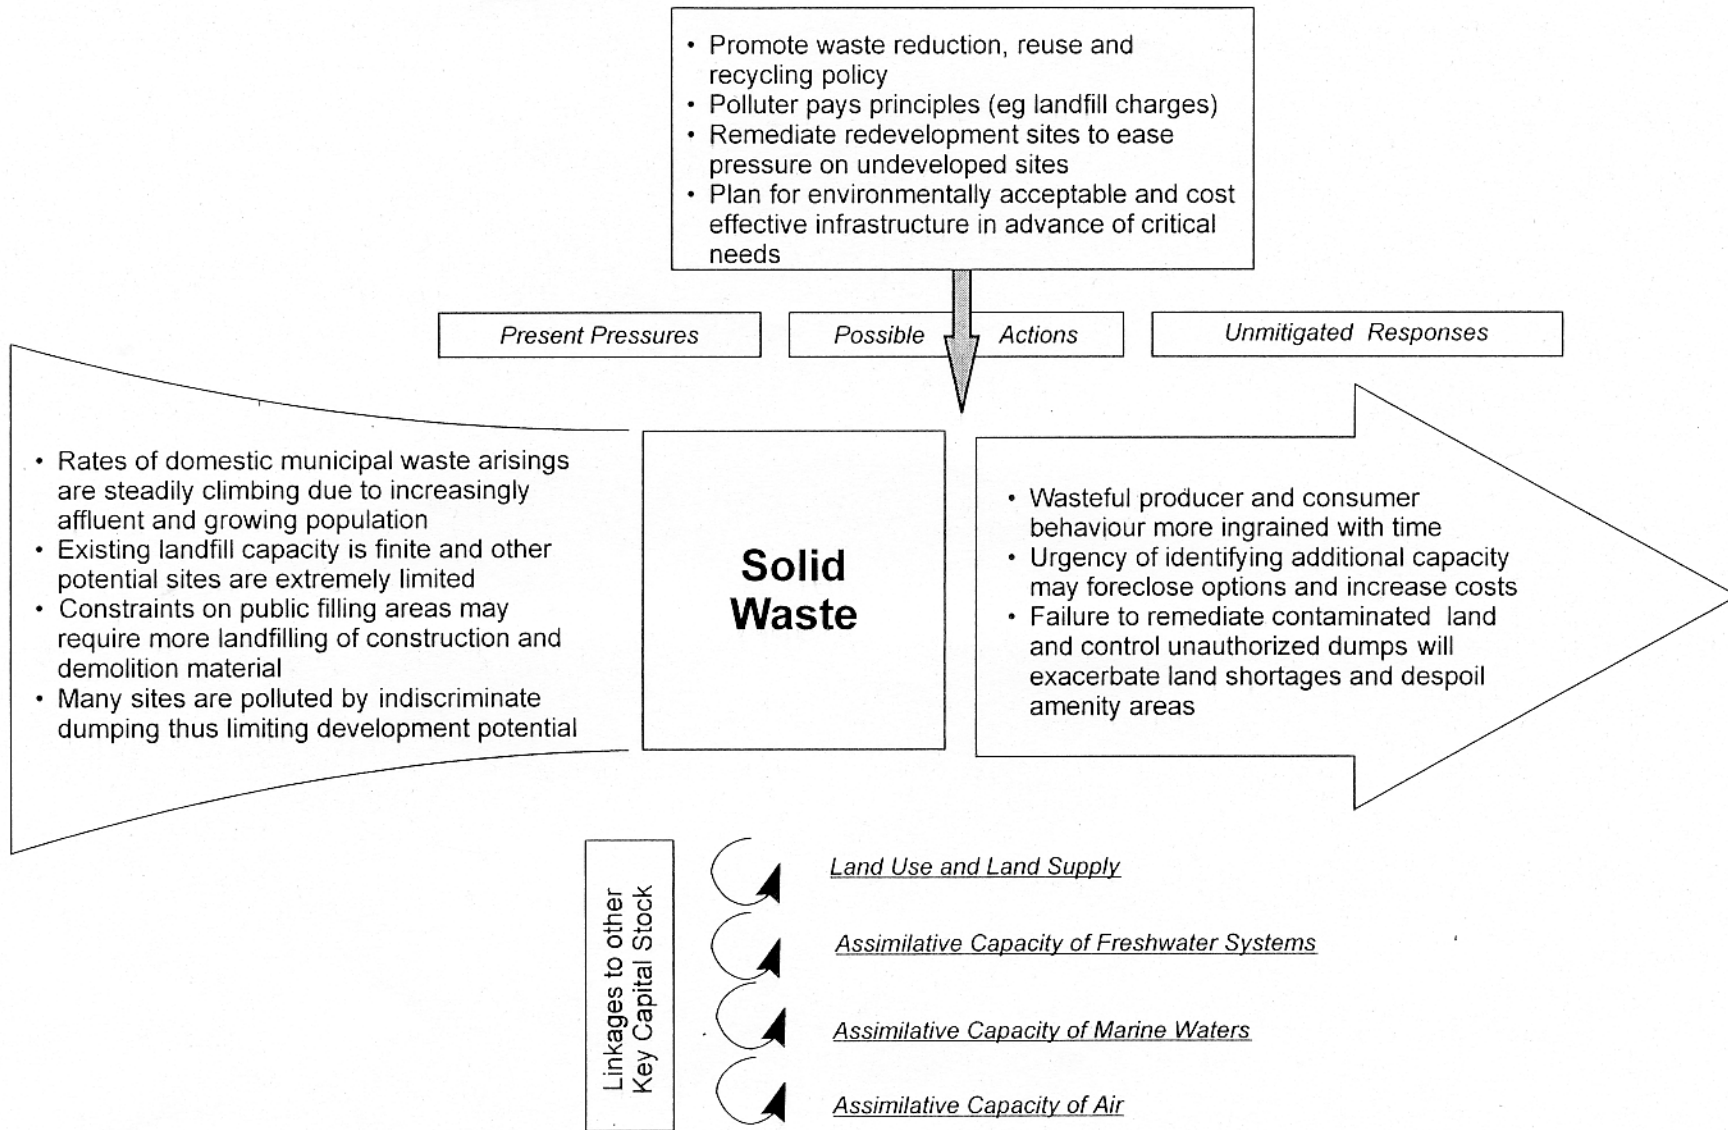 • Promote waste reduction, reuse and
recycling policy
• Polluter pays principles (eg landfill charges)
• Remediate redevelopment sites to ease
pressure on undeveloped sites
• Plan for environmentally acceptable and cost
effective infrastructure in advance of critical
needs
Present Pressures
Possible Actions
Unmitigated Responses
• Rates of domestic municipal waste arisings
are steadily climbing due to increasingly
affluent and growing population
• Existing landfill capacity is finite and other
potential sites are extremely limited
• Constraints on public filling areas may
require more landfilling of construction and
demolition material
• Many sites are polluted by indiscriminate
dumping thus limiting development potential
Solid
Waste
• Wasteful producer and consumer
behaviour more ingrained with time
• Urgency of identifying additional capacity
may foreclose options and increase costs
• Failure to remediate contaminated land
and control unauthorized dumps will
exacerbate land shortages and despoil
amenity areas
Linkages to other
Key Capital Stock
Land Use and Land Supply
Assimilative Capacity of Freshwater Systems
Assimilative Capacity of Marine Waters
Assimilative Capacity of Air